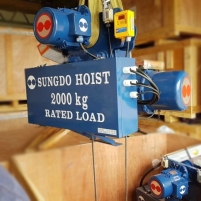 SUNGDO HOIST
2000 kg
RATED LOAD